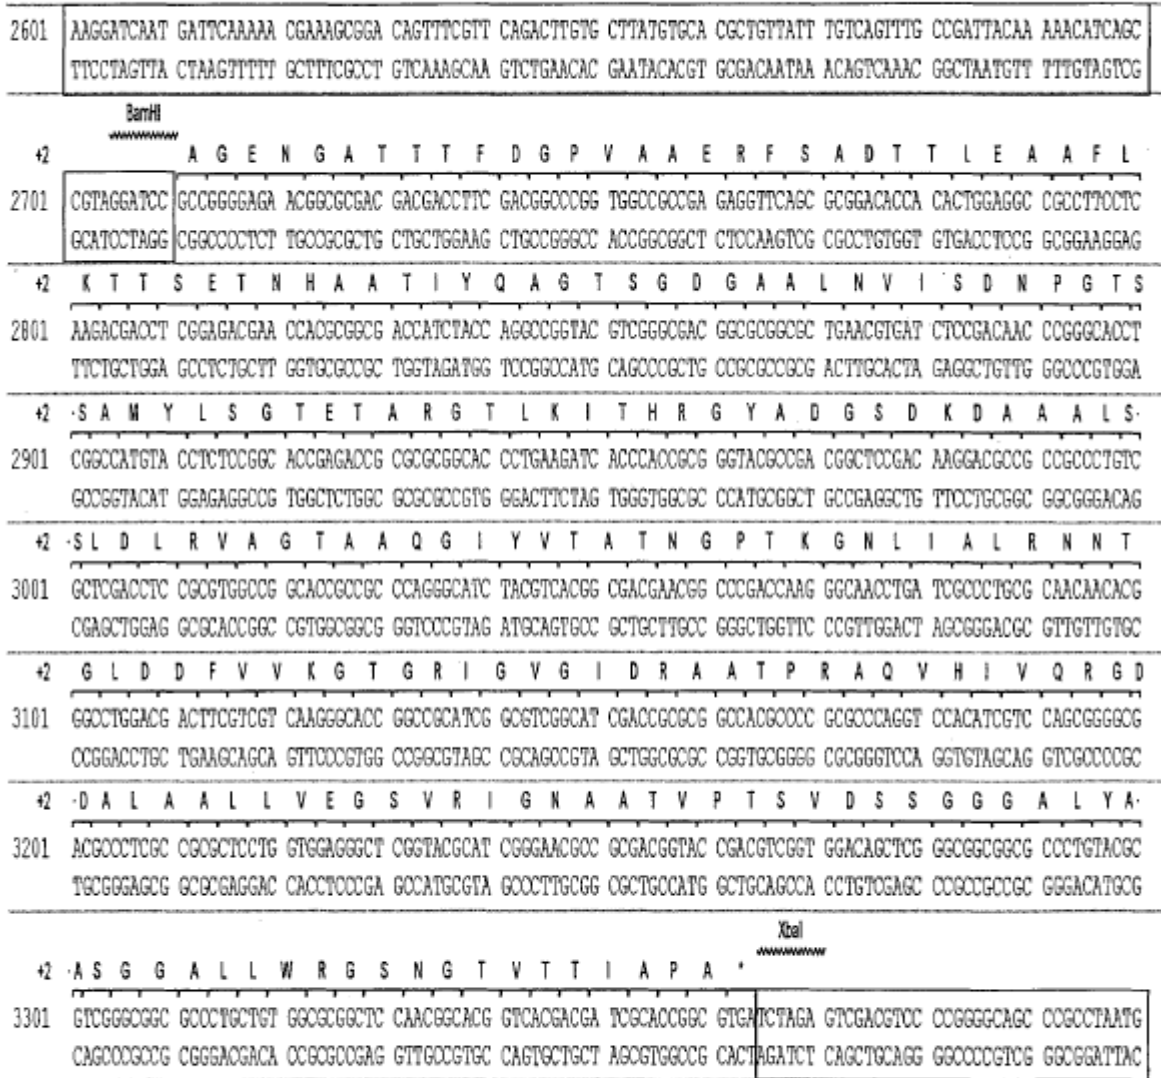 2601 AAGGATCAAT GATTCAAAAA CGAAAGCGGA CAGTTTCGTT CAGACTTGTG CTTATGTGCA CGCTGTTATT TGTCAGTTTG CCGATTACAA AAACATCAGC
TTCCTAGTTA CTAAGTTTTT GCTTTCGCCT GTCAAAGCAA GTCTGAACAC GAATACACGT GCGACAATAA ACAGTCAAAC GGCTAATGTT TTTGTAGTCG
BamHI
+2 A G E N G A T T T F D G P V A A E R F S A D T T L E A A F L
2701 CGTAGGATCC GCCGGGGAGA ACGGCGCGAC GACGACCTTC GACGGCCCGG TGGCCGCCGA GAGGTTCAGC GCGGACACCA CACTGGAGGC CGCCTTCCTC
GCATCCTAGG CGGCCCCTCT TGCCGCGCTG CTGCTGGAAG CTGCCGGGCC ACCGGCGGCT CTCCAAGTCG CGCCTGTGGT GTGACCTCCG GCGGAAGGAG
+2 K T T S E T N H A A T I Y Q A G T S G D G A A L N V I S D N P G T S
2801 AAGACGACCT CGGAGACGAA CCACGCGGCG ACCATCTACC AGGCCGGTAC GTCGGGCGAC GGCGCGGCGC TGAACGTGAT CTCCGACAAC CCGGGCACCT
TTCTGCTGGA GCCTCTGCTT GGTGCGCCGC TGGTAGATGG TCCGGCCATG CAGCCCGCTG CCGCGCCGCG ACTTGCACTA GAGGCTGTTG GGCCCGTGGA
+2 ·S A M Y L S G T E T A R G T L K I T H R G Y A D G S D K D A A A L S·
2901 CGGCCATGTA CCTCTCCGGC ACCGAGACCG CGCGCGGCAC CCTGAAGATC ACCCACCGCG GGTACGCCGA CGGCTCCGAC AAGGACGCCG CCGCCCTGTC
GCCGGTACAT GGAGAGGCCG TGGCTCTGGC GCGCGCCGTG GGACTTCTAG TGGGTGGCGC CCATGCGGCT GCCGAGGCTG TTCCTGCGGC GGCGGGACAG
+2 ·S L D L R V A G T A A Q G I Y V T A T N G P T K G N L I A L R N N T
3001 GCTCGACCTC CGCGTGGCCG GCACCGCCGC CCAGGGCATC TACGTCACGG CGACGAACGG CCCGACCAAG GGCAACCTGA TCGCCCTGCG CAACAACACG
CGAGCTGGAG GCGCACCGGC CGTGGCGGCG GGTCCCGTAG ATGCAGTGCC GCTGCTTGCC GGGCTGGTTC CCGTTGGACT AGCGGGACGC GTTGTTGTGC
+2 G L D D F V V K G T G R I G V G I D R A A T P R A Q V H I V Q R G D
3101 GGCCTGGACG ACTTCGTCGT CAAGGGCACC GGCCGCATCG GCGTCGGCAT CGACCGCGCG GCCACGCCCC GCGCCCAGGT CCACATCGTC CAGCGGGGCG
CCGGACCTGC TGAAGCAGCA GTTCCCGTGG CCGGCGTAGC CGCAGCCGTA GCTGGCGCGC CGGTGCGGGG CGCGGGTCCA GGTGTAGCAG GTCGCCCCGC
+2 ·D A L A A L L V E G S V R I G N A A T V P T S V D S S G G G A L Y A·
3201 ACGCCCTCGC CGCGCTCCTG GTGGAGGGCT CGGTACGCAT CGGGAACGCC GCGACGGTAC CGACGTCGGT GGACAGCTCG GGCGGCGGCG CCCTGTACGC
TGCGGGAGCG GCGCGAGGAC CACCTCCCGA GCCATGCGTA GCCCTTGCGG CGCTGCCATG GCTGCAGCCA CCTGTCGAGC CCGCCGCCGC GGGACATGCG
XbaI
+2 ·A S G G A L L W R G S N G T V T T I A P A *
3301 GTCGGGCGGC GCCCTGCTGT GGCGCGGCTC CAACGGCACG GTCACGACGA TCGCACCGGC GTGATCTAGA GTCGACGTCC CCGGGGCAGC CCGCCTAATG
CAGCCCGCCG CGGGACGACA CCGCGCCGAG GTTGCCGTGC CAGTGCTGCT AGCGTGGCCG CACTAGATCT CAGCTGCAGG GGCCCCGTCG GGCGGATTAC